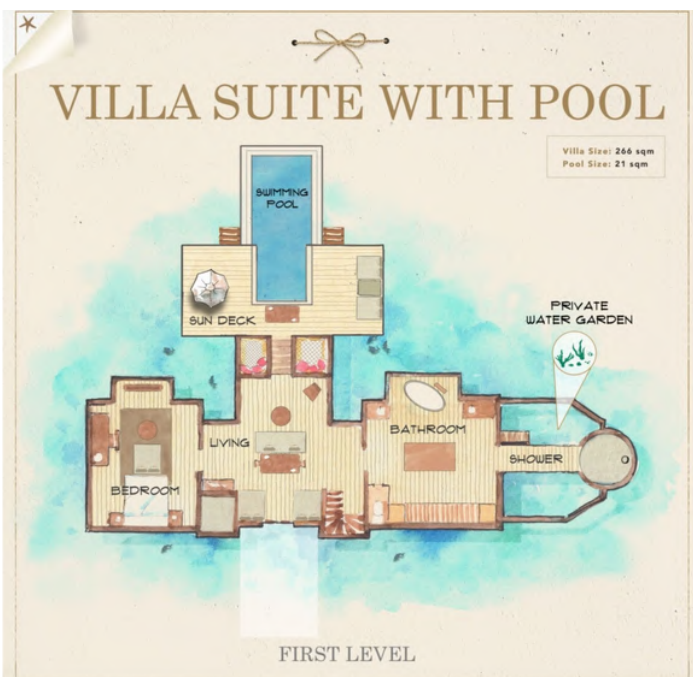 VILLA SUITE WITH POOL
Villa Size: 266 sqm
Pool Size: 21 sqm
SWIMMING
POOL
SUN DECK
PRIVATE
WATER GARDEN
LIVING
BATHROOM
SHOWER
BEDROOM
FIRST LEVEL